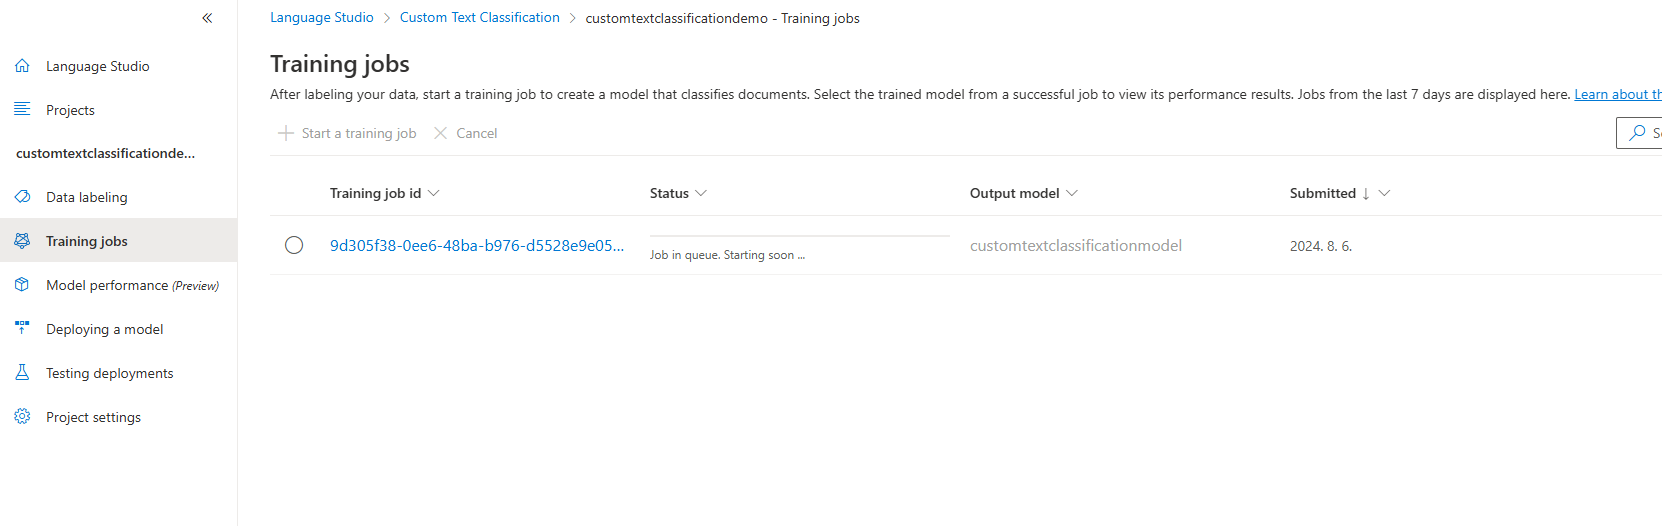 Language Studio
Projects
customtextclassificationde...
Data labeling
Training jobs
Model performance (Preview)
Deploying a model
Testing deployments
Project settings
Language Studio > Custom Text Classification > customtextclassificationdemo - Training jobs
Training jobs
After labeling your data, start a training job to create a model that classifies documents. Select the trained model from a successful job to view its performance results. Jobs from the last 7 days are displayed here. Learn about
Start a training job Cancel
Training job id Status Output model Submitted ↓
9d305f38-0ee6-48ba-b976-d5528e9e05... customtextclassificationmodel 2024. 8. 6.
Job in queue. Starting soon ...